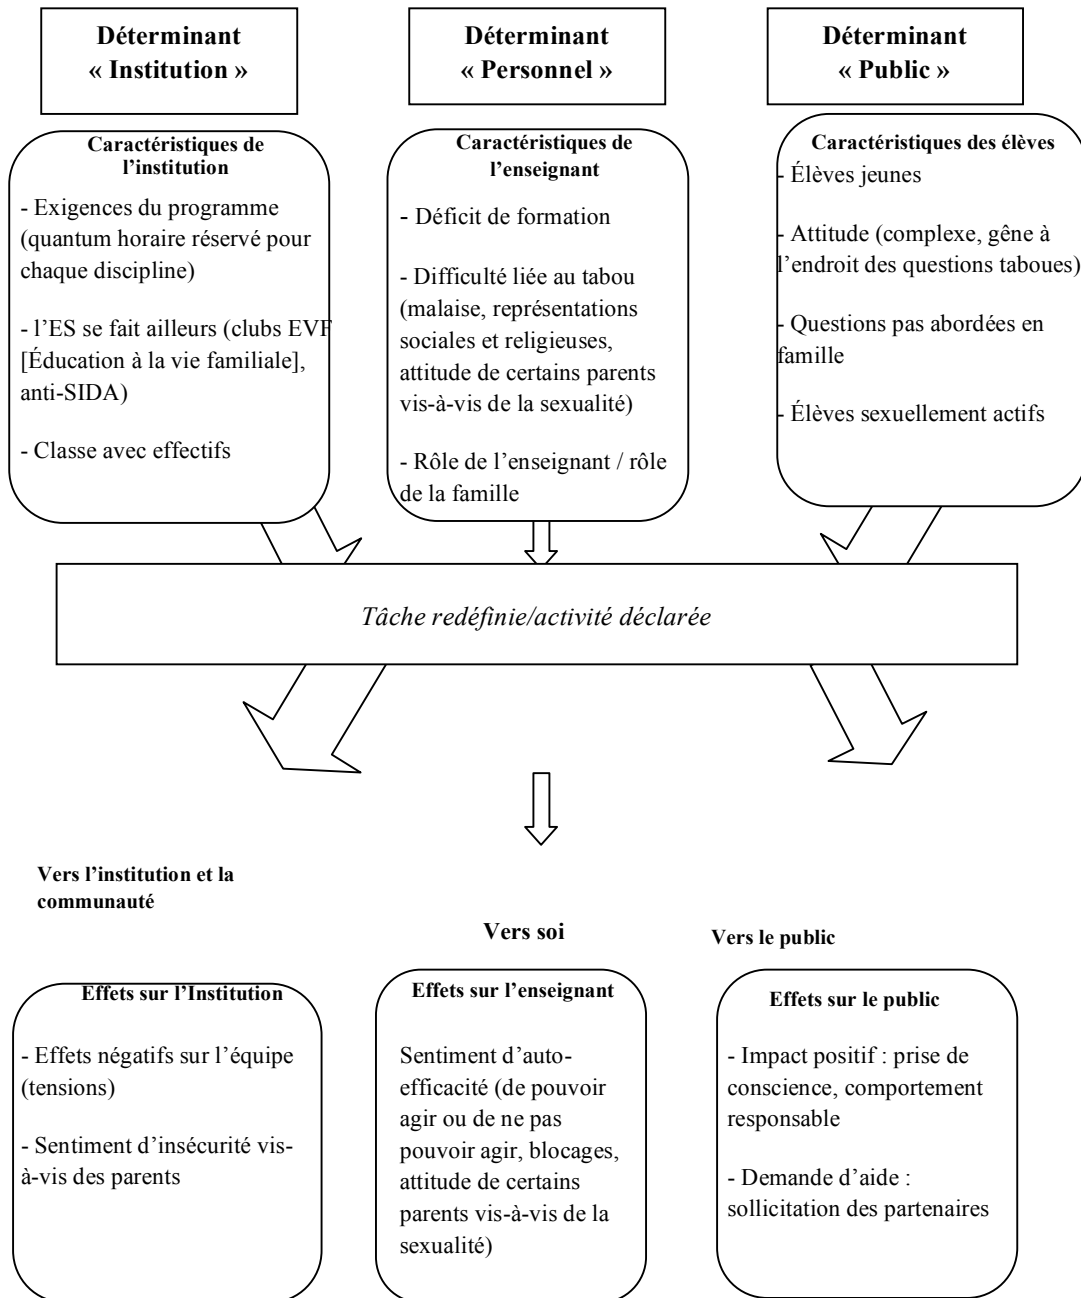 Déterminant
« Institution »
Déterminant
« Personnel »
Déterminant
« Public »
Caractéristiques de
l’institution
- Exigences du programme
(quantum horaire réservé pour
chaque discipline)
- l’ES se fait ailleurs (clubs EVF
[Éducation à la vie familiale],
anti-SIDA)
- Classe avec effectifs
Caractéristiques de
l’enseignant
- Déficit de formation
- Difficulté liée au tabou
(malaise, représentations
sociales et religieuses,
attitude de certains parents
vis-à-vis de la sexualité)
- Rôle de l’enseignant / rôle
de la famille
Caractéristiques des élèves
- Élèves jeunes
- Attitude (complexe, gêne à
l’endroit des questions taboues)
- Questions pas abordées en
famille
- Élèves sexuellement actifs
Tâche redéfinie/activité déclarée
Vers l’institution et la
communauté
Vers soi
Vers le public
Effets sur l’Institution
- Effets négatifs sur l’équipe
(tensions)
- Sentiment d’insécurité vis-
à-vis des parents
Effets sur l’enseignant
Sentiment d’auto-
efficacité (de pouvoir
agir ou de ne pas
pouvoir agir, blocages,
attitude de certains
parents vis-à-vis de la
sexualité)
Effets sur le public
- Impact positif : prise de
conscience, comportement
responsable
- Demande d’aide :
sollicitation des partenaires